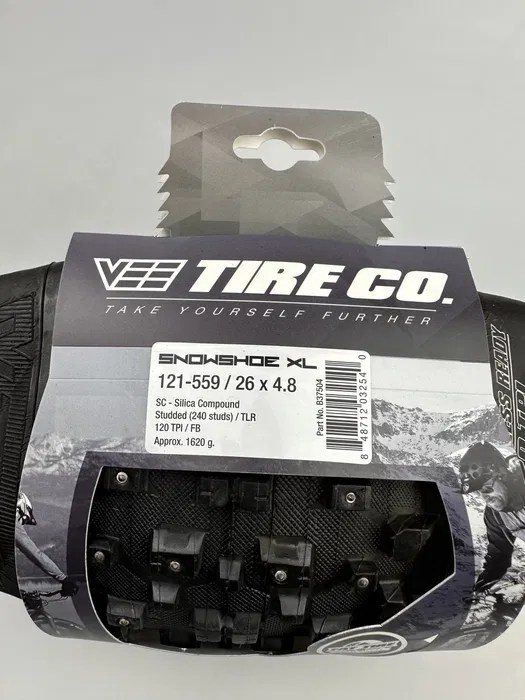 VEE TIRE CO.
TAKE YOURSELF FURTHER
SNOWSHOE XL
121-559 / 26 x 4.8
SC - Silica Compound
Studded (240 studs) / TLR
120 TPI / FB
Approx. 1620 g.
Part No. B37504
8 48712 03254 0
READY